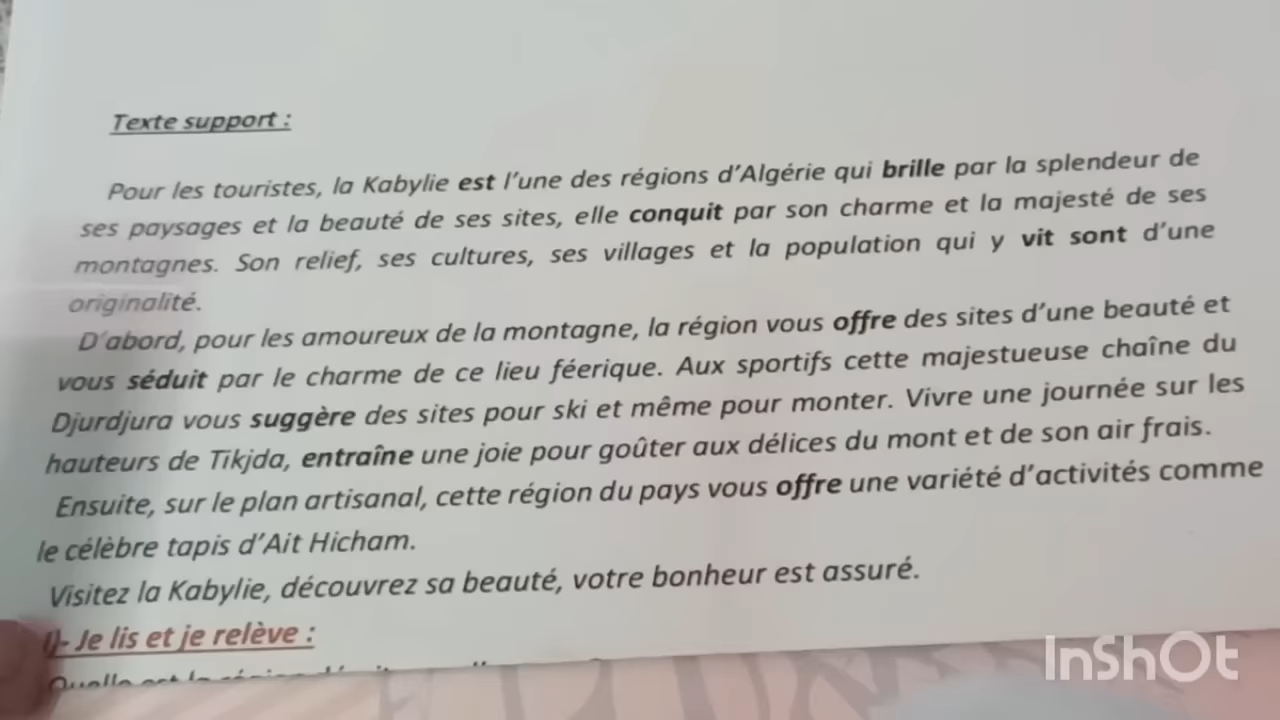 Texte support :
Pour les touristes, la Kabylie est l'une des régions d'Algérie qui brille par la splendeur de
ses paysages et la beauté de ses sites, elle conquit par son charme et la majesté de ses
montagnes. Son relief, ses cultures, ses villages et la population qui y vit sont d'une
originalité.
D'abord, pour les amoureux de la montagne, la région vous offre des sites d'une beauté et
vous séduit par le charme de ce lieu féerique. Aux sportifs cette majestueuse chaîne du
Djurdjura vous suggère des sites pour ski et même pour monter. Vivre une journée sur les
hauteurs de Tikjda, entraîne une joie pour goûter aux délices du mont et de son air frais.
Ensuite, sur le plan artisanal, cette région du pays vous offre une variété d'activités comme
le célèbre tapis d'Ait Hicham.
Visitez la Kabylie, découvrez sa beauté, votre bonheur est assuré.
I)- Je lis et je relève :
Quelle est la région
InShOt